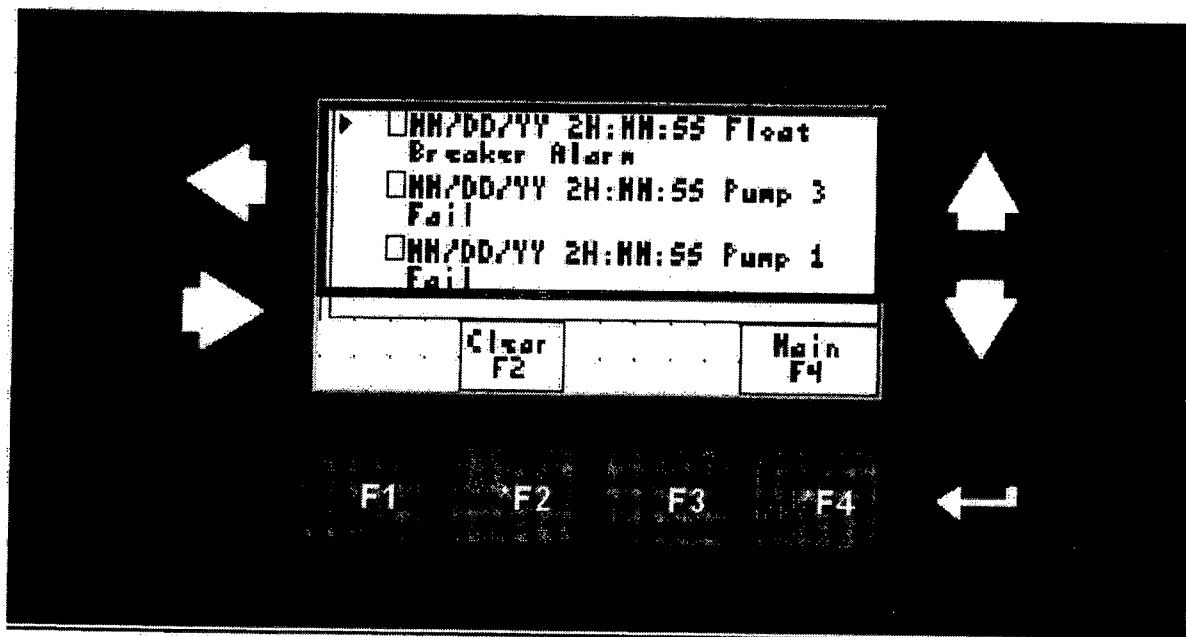 MM/DD/YY 2H:MM:SS Float
Breaker Alarm
MM/DD/YY 2H:MM:SS Pump 3
Fail
MM/DD/YY 2H:MM:SS Pump 1
Fail
Clear
F2
Main
F4
F1
F2
F3
F4